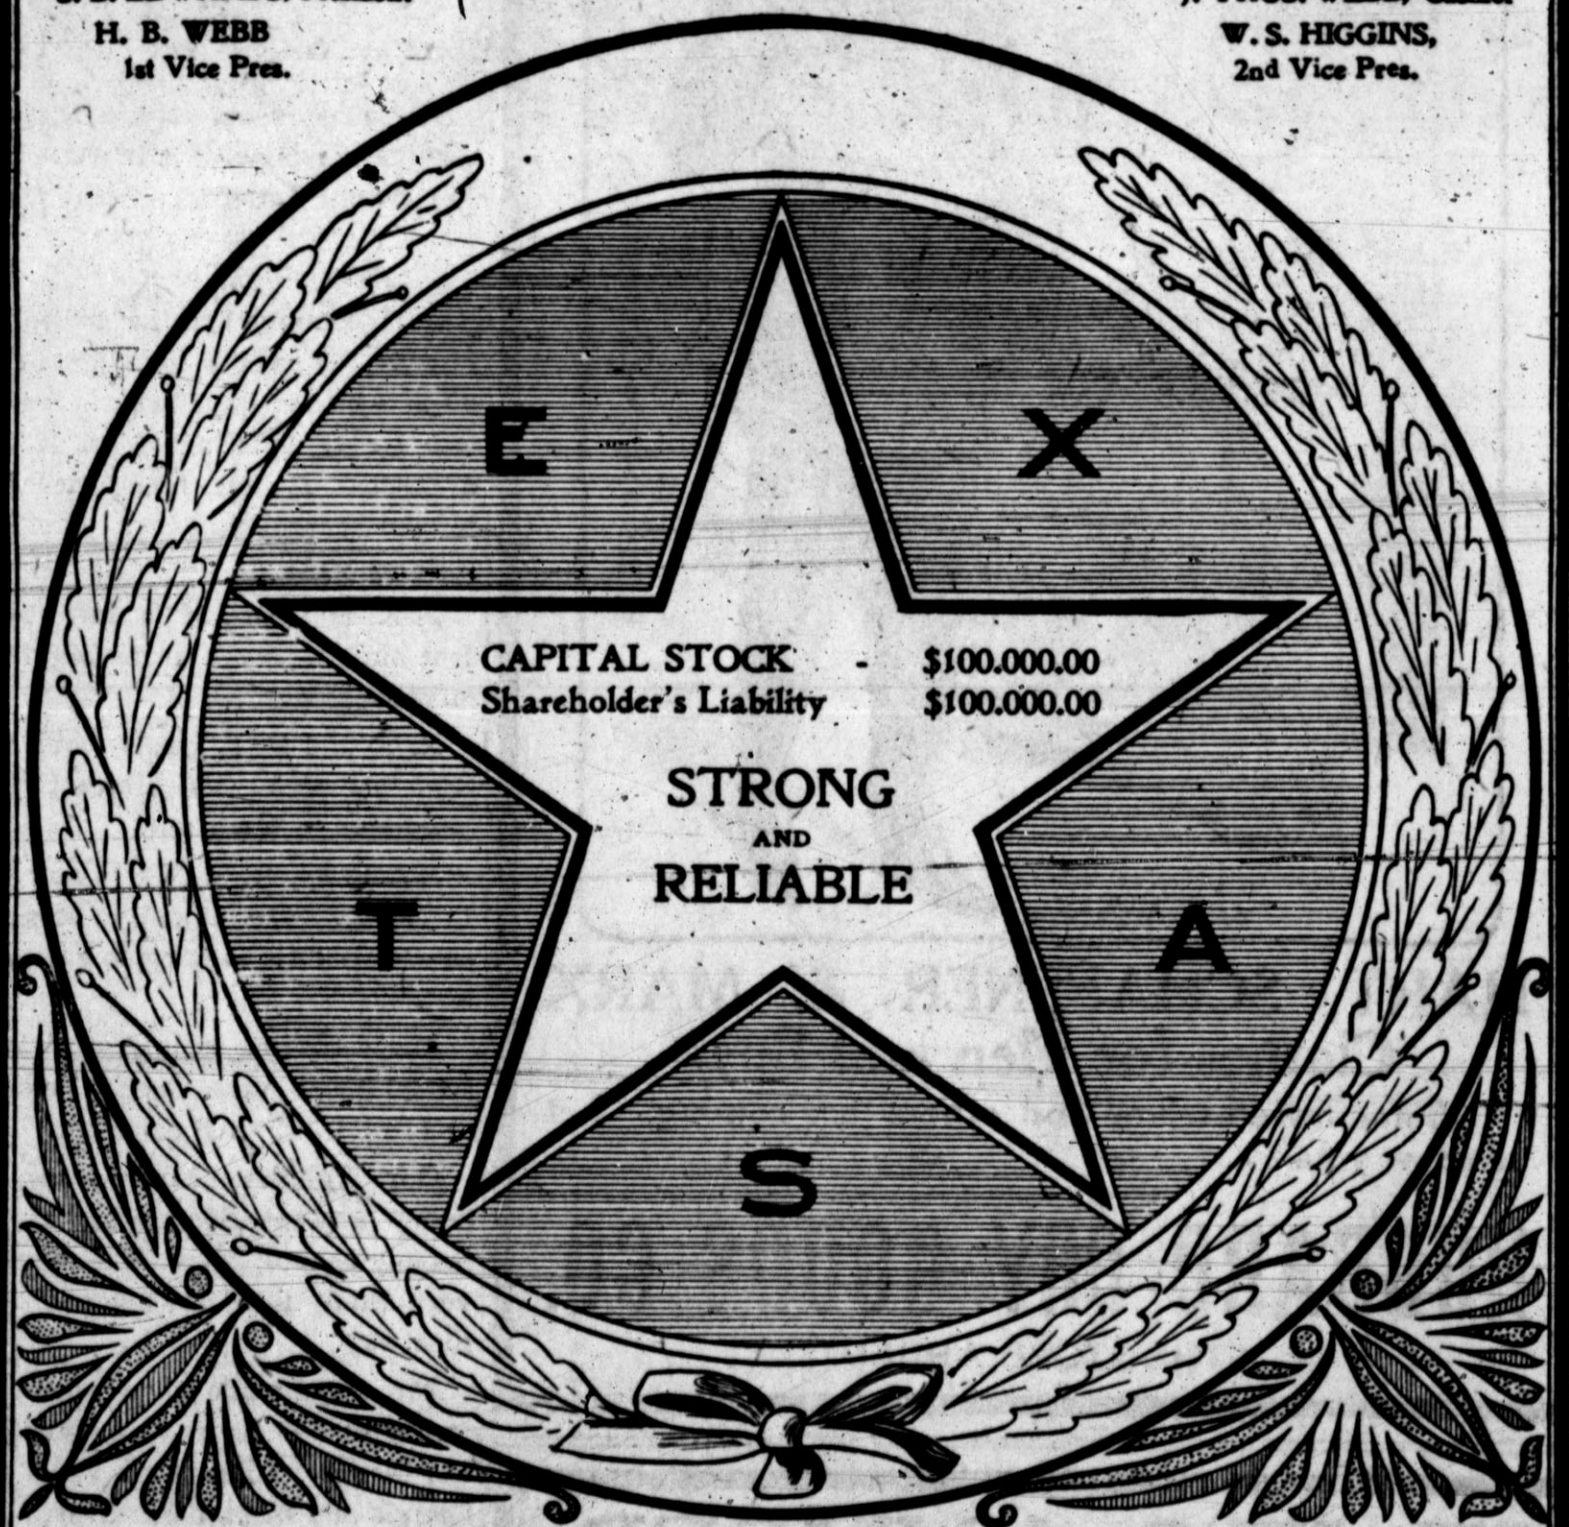 H. B. WEBB
1st Vice Pres.
W. S. HIGGINS,
2nd Vice Pres.
T E X A S
CAPITAL STOCK - $100.000.00
Shareholder's Liability $100.000.00
STRONG
AND
RELIABLE